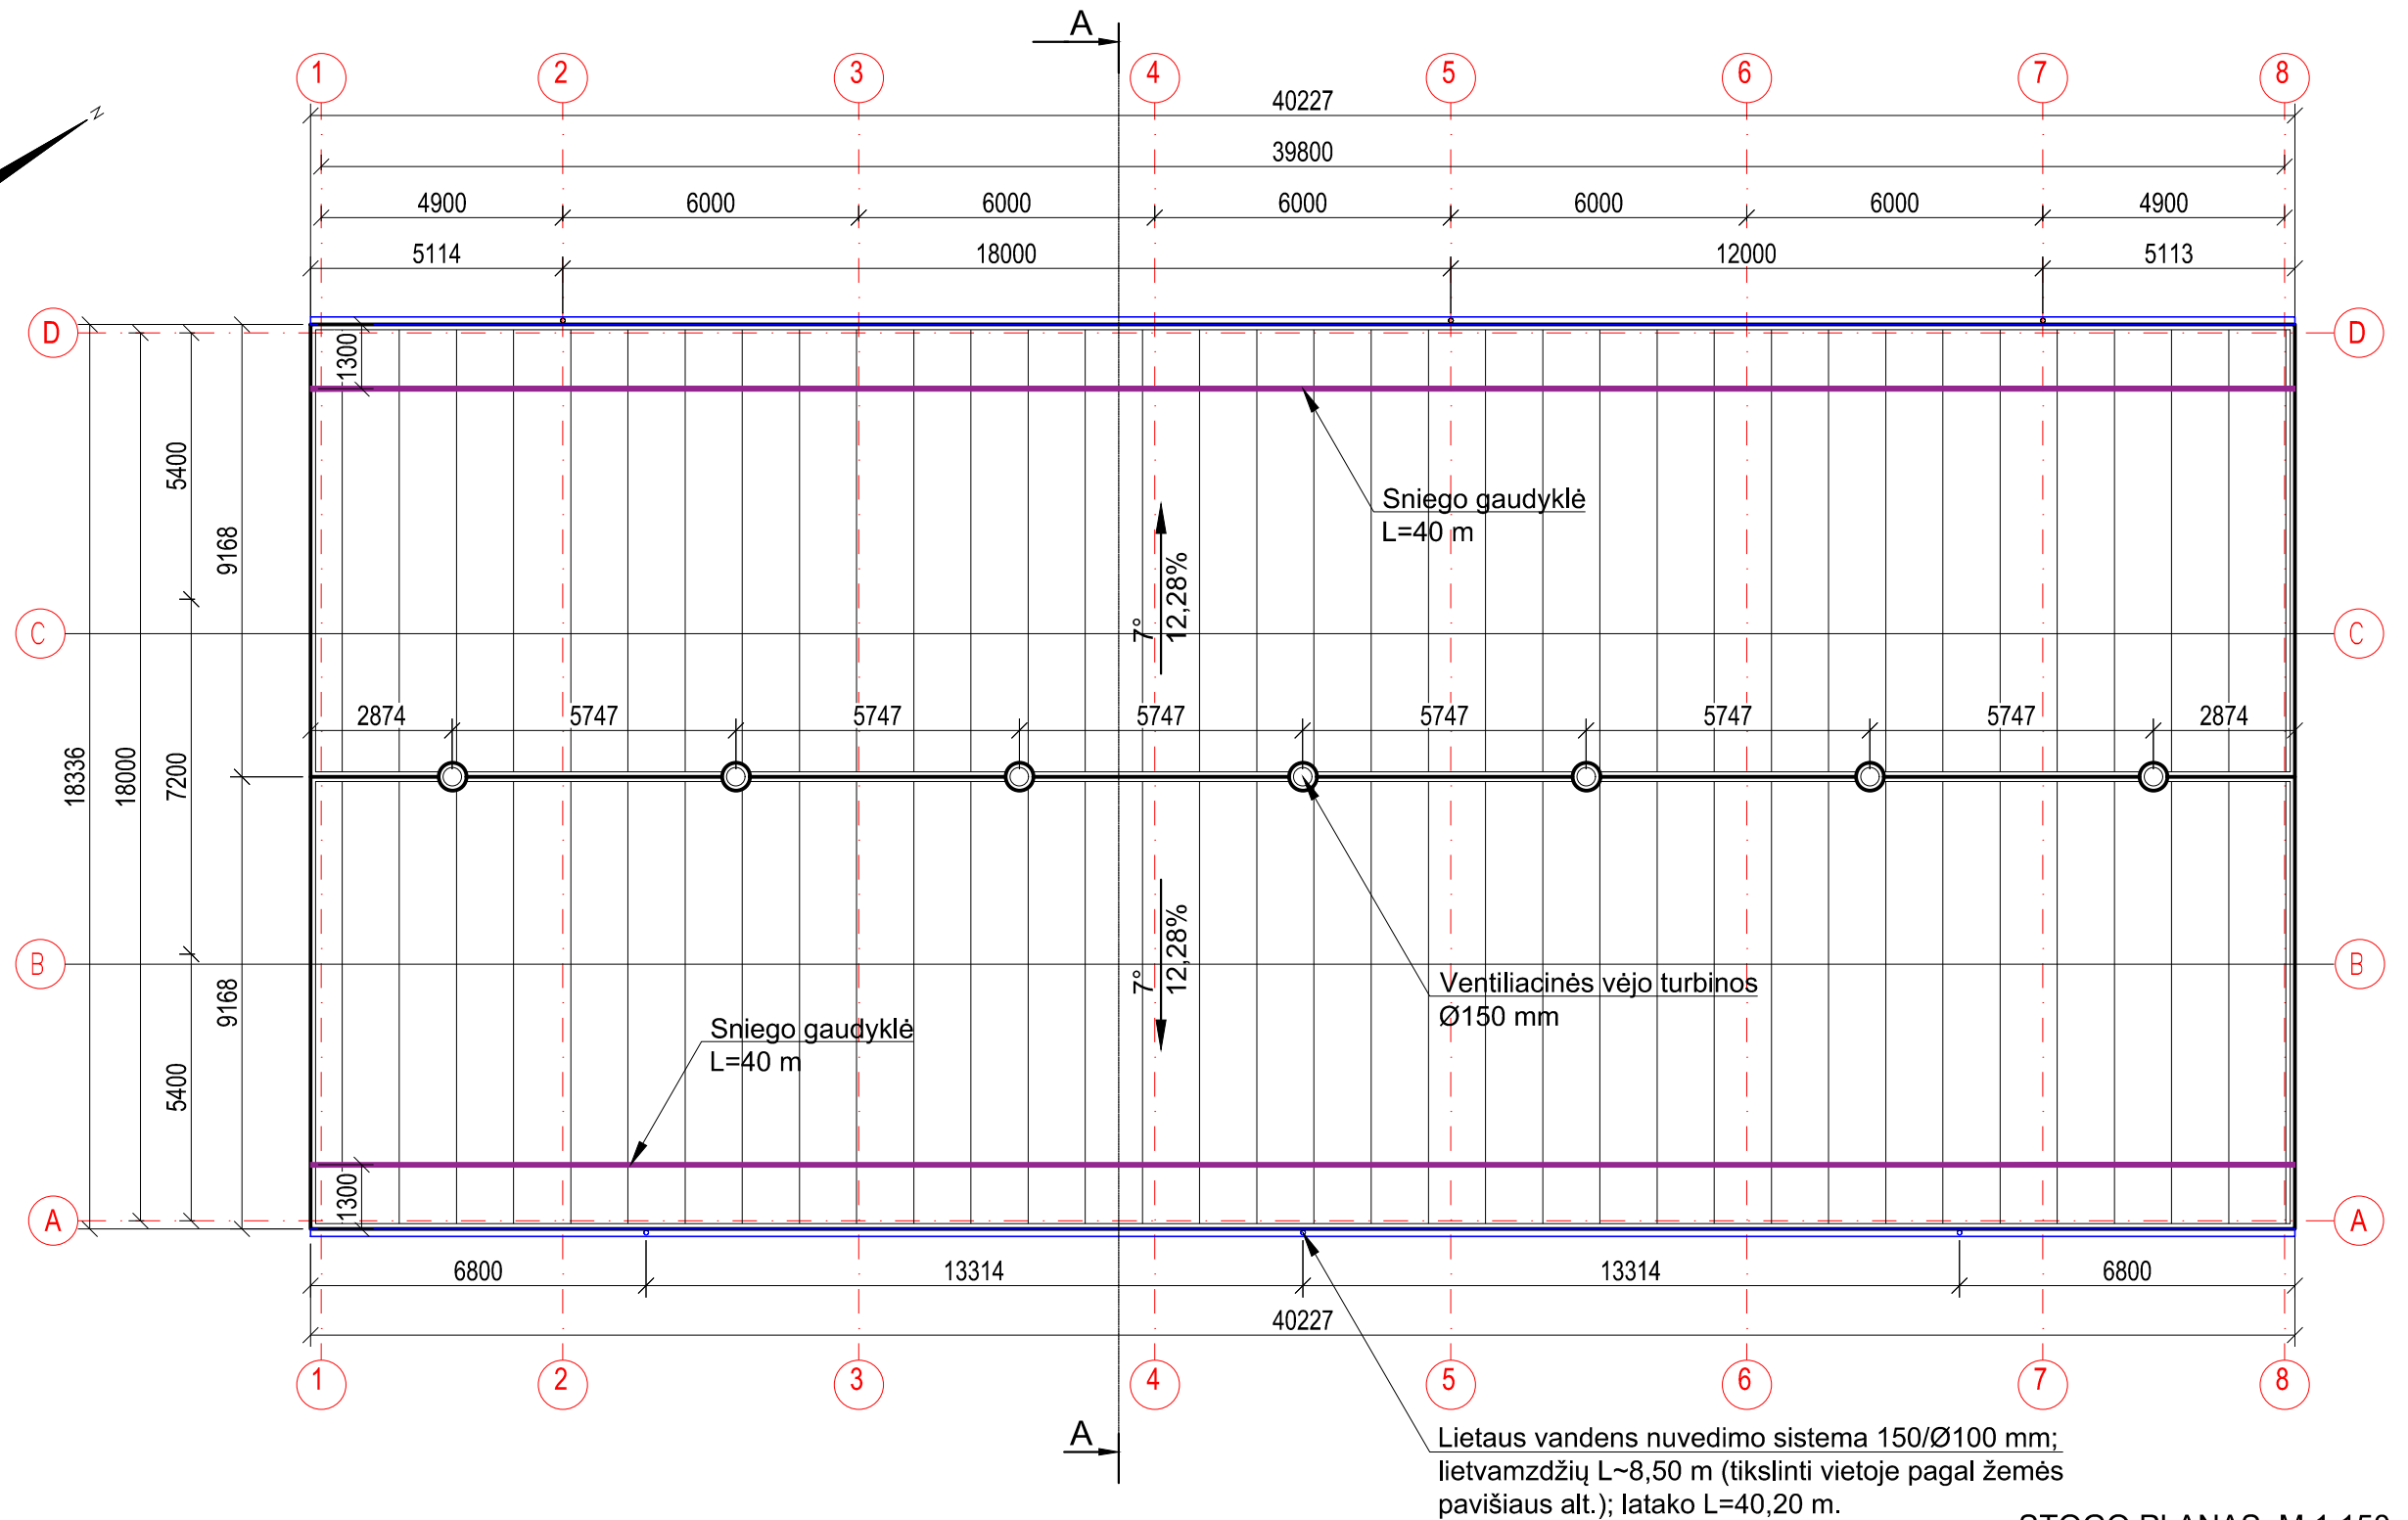 A
1 2 3 4 5 6 7 8
N
40227
39800
4900 6000 6000 6000 6000 6000 4900
5114 18000 12000 5113
D D
1300
5400
Sniego gaudyklė
L=40 m
9168
7°
12,28%
C C
2874 5747 5747 5747 5747 5747 5747 2874
18336
18000
7200
7°
12,28%
B B
Ventiliacinės vėjo turbinos
Ø150 mm
9168
Sniego gaudyklė
L=40 m
5400
1300
A A
6800 13314 13314 6800
40227
1 2 3 4 5 6 7 8
A
Lietaus vandens nuvedimo sistema 150/Ø100 mm;
lietvamzdžių L~8,50 m (tikslinti vietoje pagal žemės
pavišiaus alt.); latako L=40,20 m.